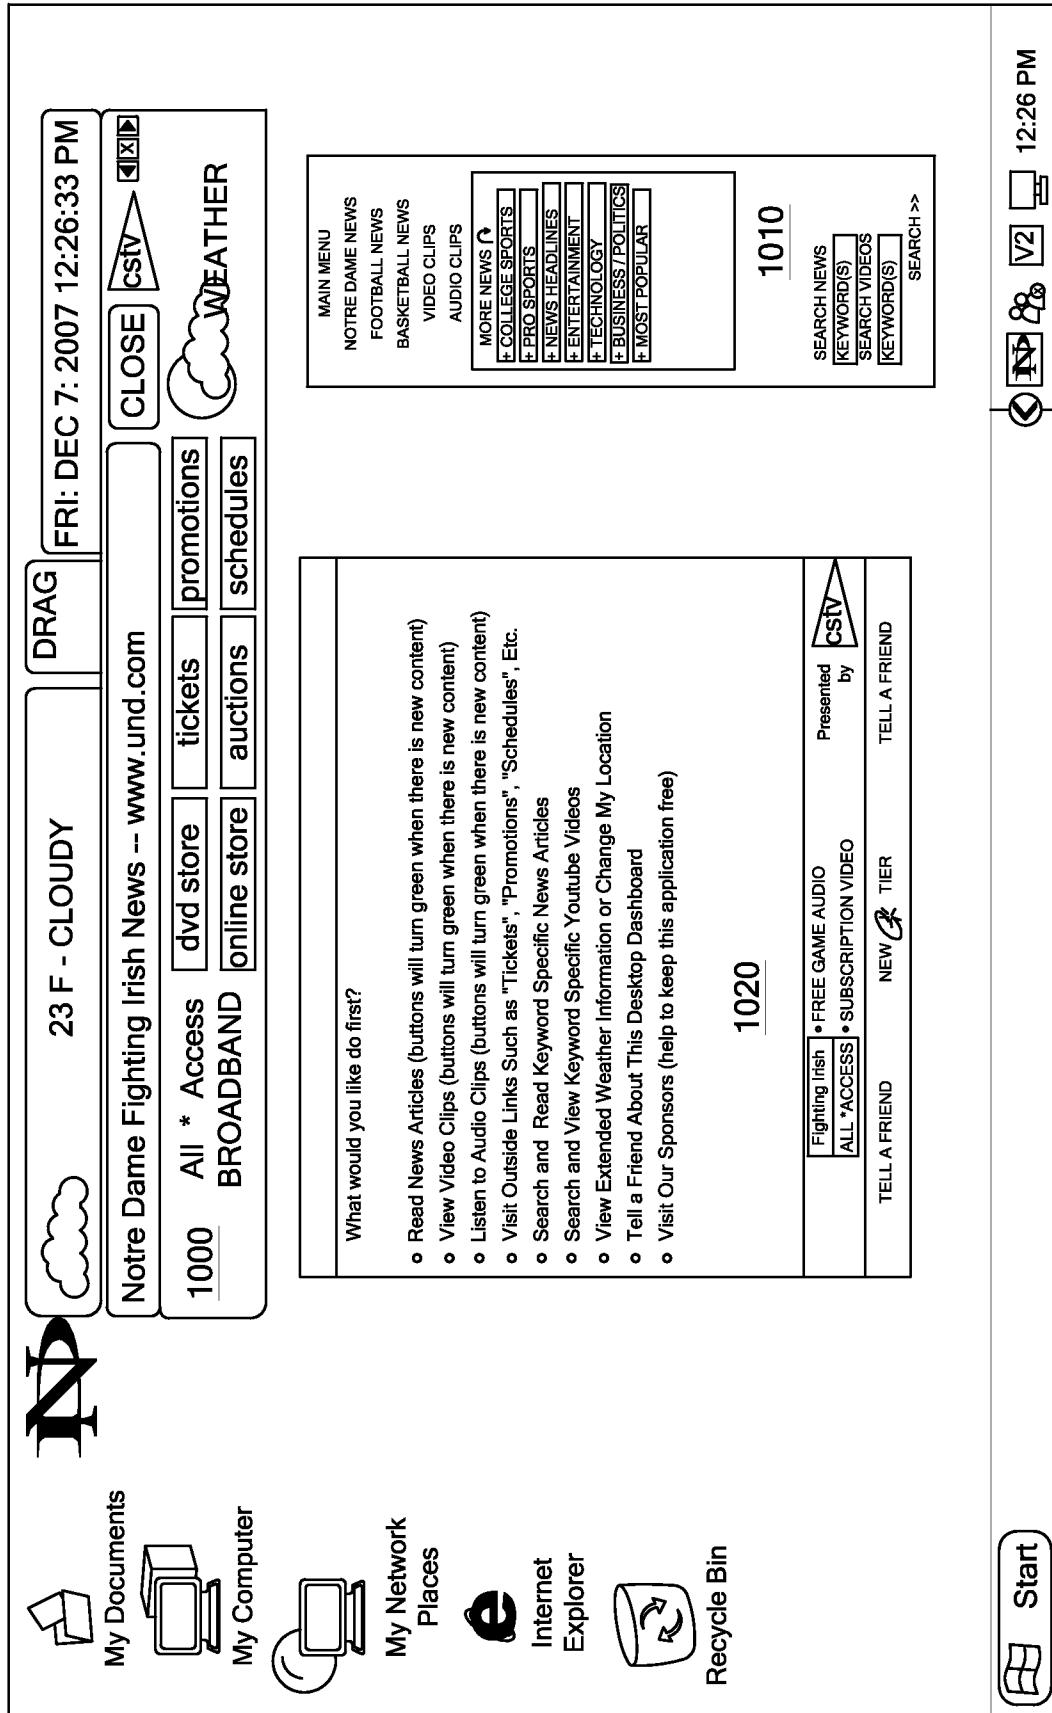 My Documents
My Computer
My Network
Places
Internet
Explorer
Recycle Bin
ND
23 F - CLOUDY
DRAG
FRI: DEC 7: 2007 12:26:33 PM
Notre Dame Fighting Irish News -- www.und.com
CLOSE
cstv
X
1000
All * Access
BROADBAND
dvd store
tickets
promotions
online store
auctions
schedules
WEATHER
What would you like do first?
Read News Articles (buttons will turn green when there is new content)
View Video Clips (buttons will turn green when there is new content)
Listen to Audio Clips (buttons will turn green when there is new content)
Visit Outside Links Such as "Tickets", "Promotions", "Schedules", Etc.
Search and Read Keyword Specific News Articles
Search and View Keyword Specific Youtube Videos
View Extended Weather Information or Change My Location
Tell a Friend About This Desktop Dashboard
Visit Our Sponsors (help to keep this application free)
1020
Fighting Irish
ALL *ACCESS
• FREE GAME AUDIO
• SUBSCRIPTION VIDEO
Presented
by
cstv
TELL A FRIEND
NEW TIER
TELL A FRIEND
MAIN MENU
NOTRE DAME NEWS
FOOTBALL NEWS
BASKETBALL NEWS
VIDEO CLIPS
AUDIO CLIPS
MORE NEWS
+ COLLEGE SPORTS
+ PRO SPORTS
+ NEWS HEADLINES
+ ENTERTAINMENT
+ TECHNOLOGY
+ BUSINESS / POLITICS
+ MOST POPULAR
1010
SEARCH NEWS
KEYWORD(S)
SEARCH VIDEOS
KEYWORD(S)
SEARCH >>
Start
ND
V2
12:26 PM